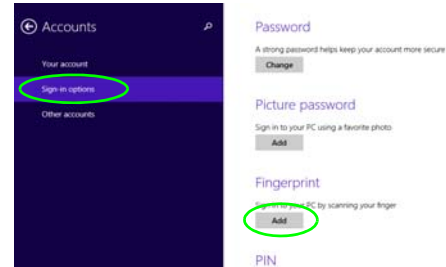 Accounts
Your account
Sign-in options
Other accounts
Password
A strong password helps keep your account more secure
Change
Picture password
Sign in to your PC using a favorite photo
Add
Fingerprint
Sign in to your PC by scanning your finger
Add
PIN